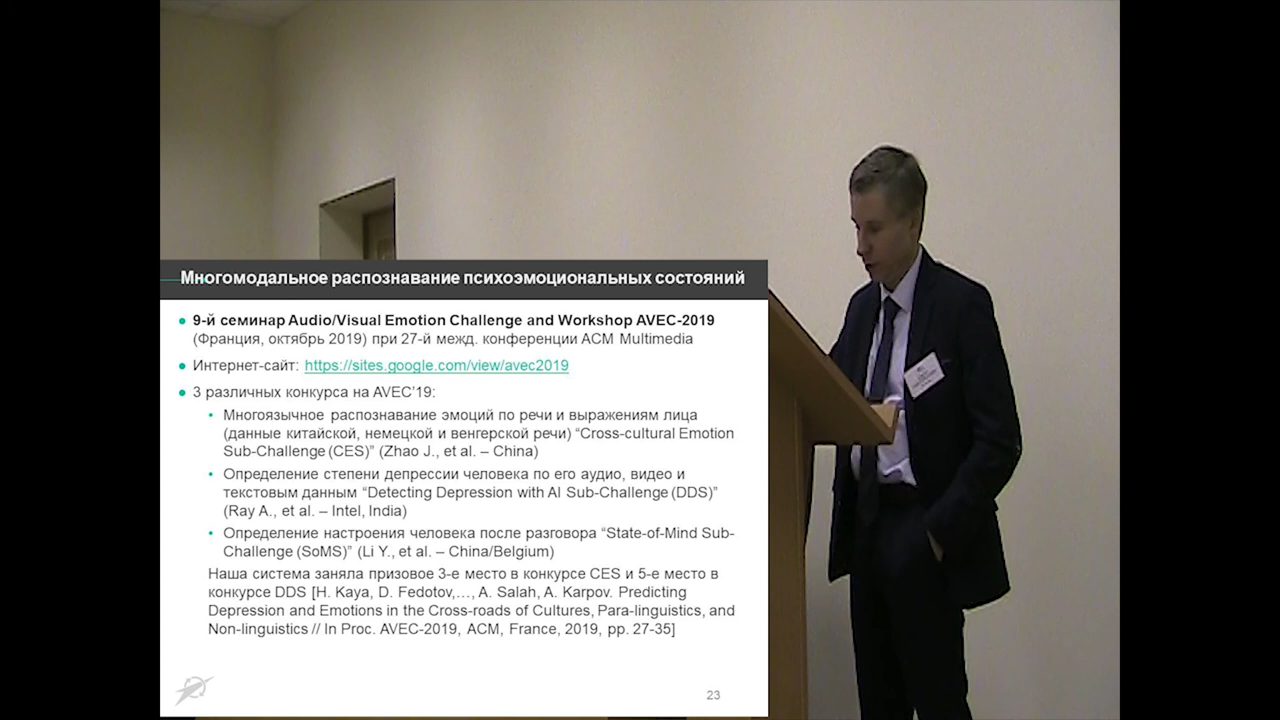 Многомодальное распознавание психоэмоциональных состояний
• 9-й семинар Audio/Visual Emotion Challenge and Workshop AVEC-2019
(Франция, октябрь 2019) при 27-й межд. конференции ACM Multimedia
• Интернет-сайт: https://sites.google.com/view/avec2019
• 3 различных конкурса на AVEC’19:
• Многоязычное распознавание эмоций по речи и выражениям лица
(данные китайской, немецкой и венгерской речи) “Cross-cultural Emotion
Sub-Challenge (CES)” (Zhao J., et al. – China)
• Определение степени депрессии человека по его аудио, видео и
текстовым данным “Detecting Depression with AI Sub-Challenge (DDS)”
(Ray A., et al. – Intel, India)
• Определение настроения человека после разговора “State-of-Mind Sub-
Challenge (SoMS)” (Li Y., et al. – China/Belgium)
Наша система заняла призовое 3-е место в конкурсе CES и 5-е место в
конкурсе DDS [H. Kaya, D. Fedotov,…, A. Salah, A. Karpov. Predicting
Depression and Emotions in the Cross-roads of Cultures, Para-linguistics, and
Non-linguistics // In Proc. AVEC-2019, ACM, France, 2019, pp. 27-35]
23